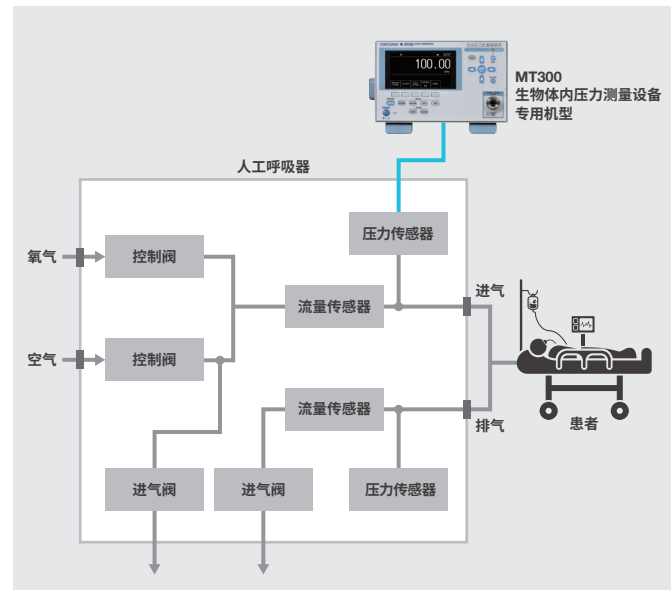 YOKOGAWA
100.00
MT300
生物体内压力测量设备
专用机型
人工呼吸器
压力传感器
氧气
控制阀
进气
流量传感器
空气
控制阀
流量传感器
排气
患者
进气阀
进气阀
压力传感器